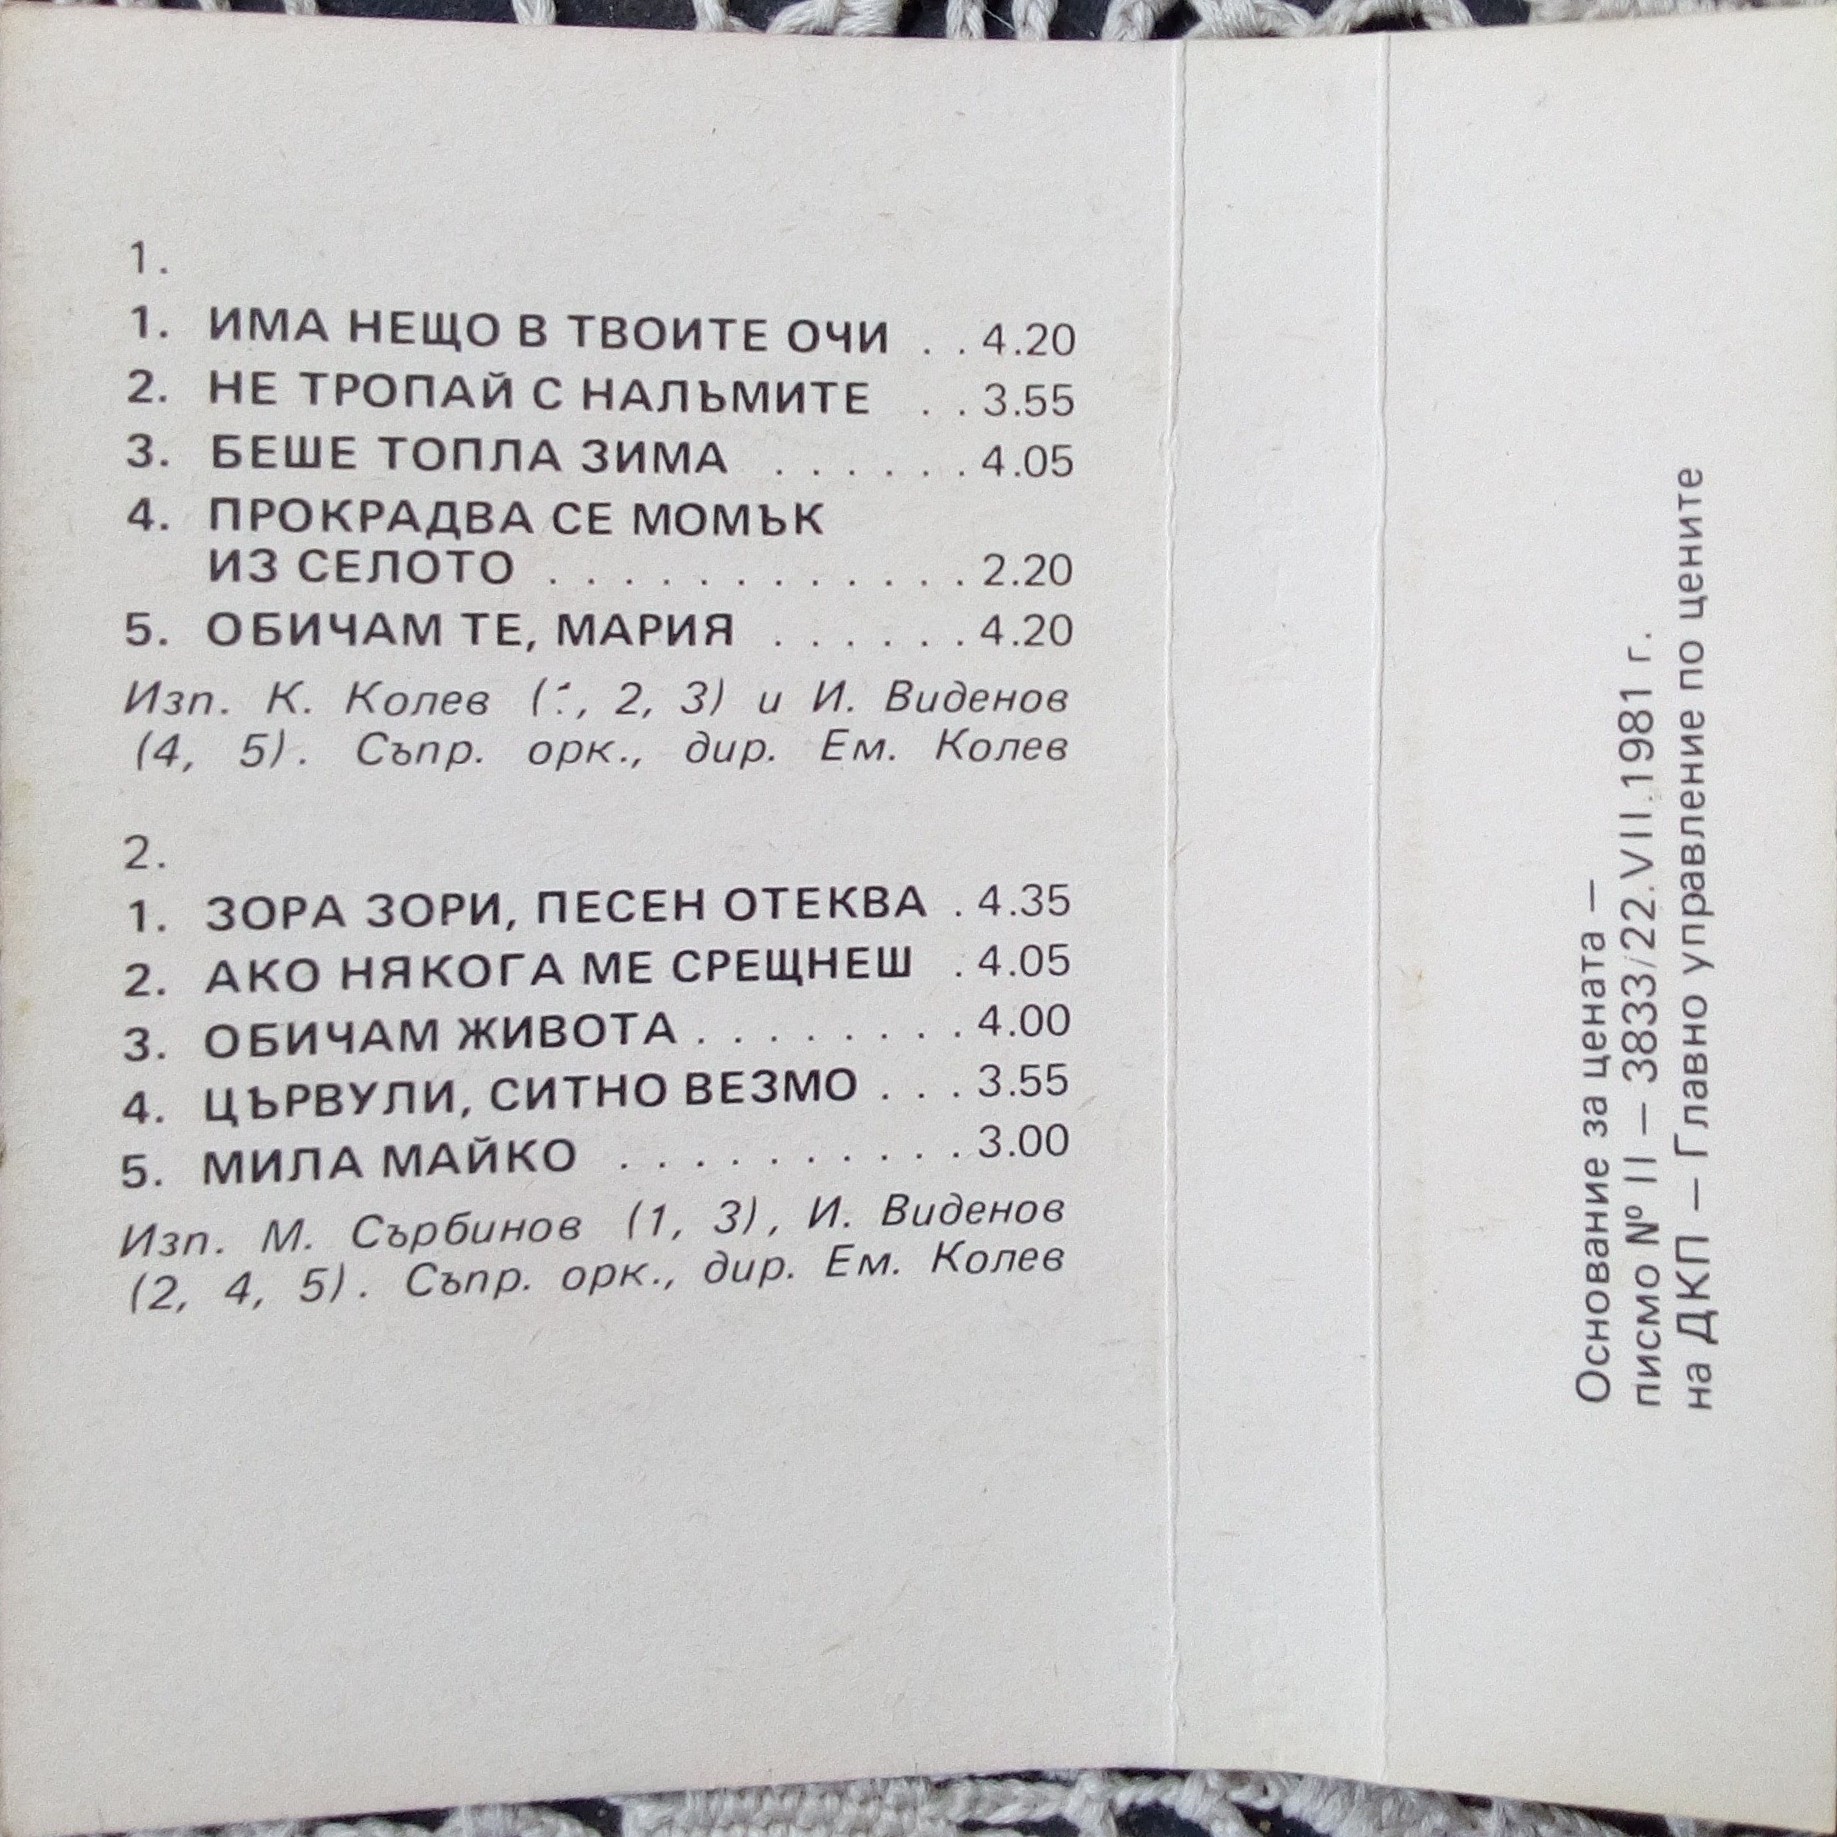 1.
1. ИМА НЕЩО В ТВОИТЕ ОЧИ . . 4.20
2. НЕ ТРОПАЙ С НАЛЪМИТЕ . . 3.55
3. БЕШЕ ТОПЛА ЗИМА . . . . . . 4.05
4. ПРОКРАДВА СЕ МОМЪК
ИЗ СЕЛОТО . . . . . . . . . . . . 2.20
5. ОБИЧАМ ТЕ, МАРИЯ . . . . . . 4.20
Изп. К. Колев (1, 2, 3) и И. Виденов
(4, 5). Съпр. орк., дир. Ем. Колев
2.
1. ЗОРА ЗОРИ, ПЕСЕН ОТЕКВА . 4.35
2. АКО НЯКОГА МЕ СРЕЩНЕШ . 4.05
3. ОБИЧАМ ЖИВОТА . . . . . . . . 4.00
4. ЦЪРВУЛИ, СИТНО ВЕЗМО . . . 3.55
5. МИЛА МАЙКО . . . . . . . . . . 3.00
Изп. М. Сърбинов (1, 3), И. Виденов
(2, 4, 5). Съпр. орк., дир. Ем. Колев
Основание за цената —
писмо № II — 3833/22.VII.1981 г.
на ДКП — Главно управление по цените